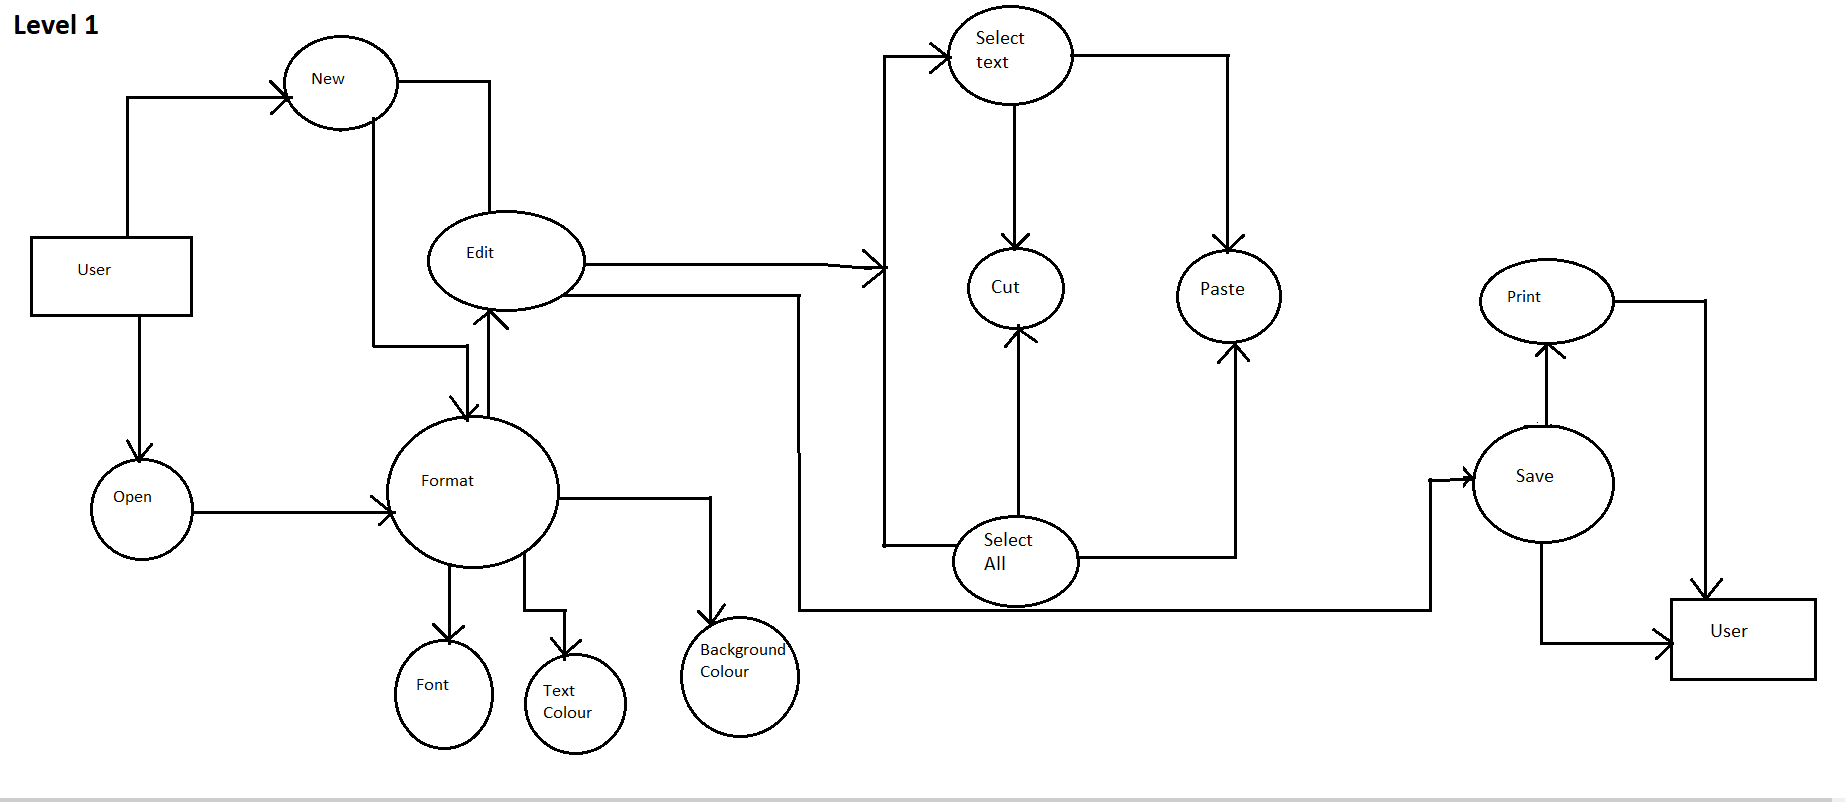 Level 1
New
User
Open
Edit
Format
Font
Text
Colour
Background
Colour
Select
text
Cut
Paste
Select
All
Print
Save
User